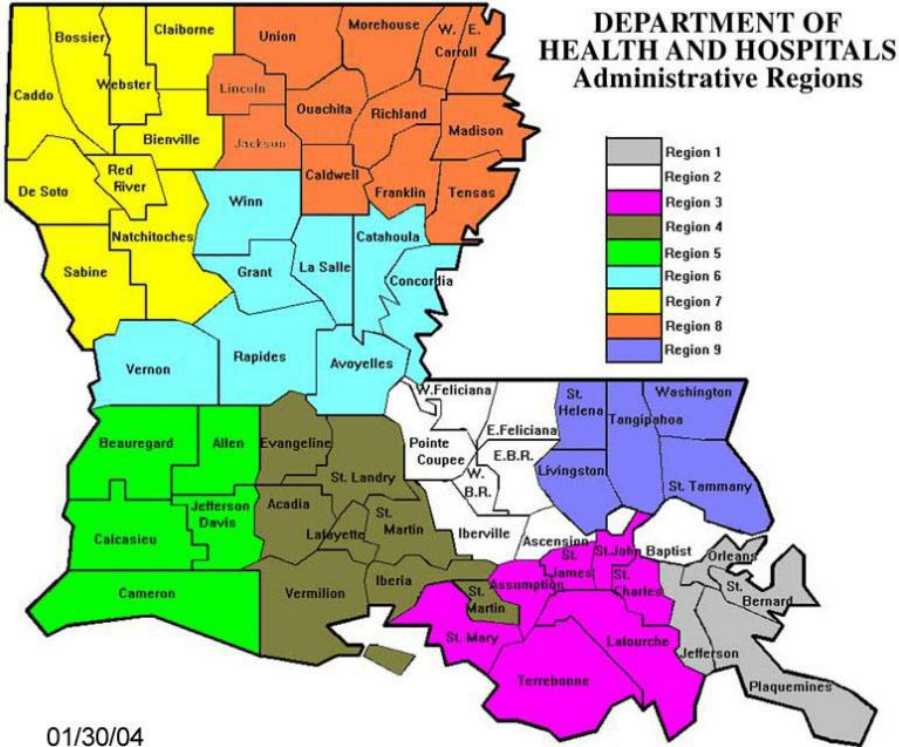 DEPARTMENT OF
HEALTH AND HOSPITALS
Administrative Regions
Region 1
Region 2
Region 3
Region 4
Region 5
Region 6
Region 7
Region 8
Region 9
Caddo
Bossier
Webster
Claiborne
Bienville
De Soto
Red
River
Natchitoches
Sabine
Union
Morehouse
W.
E.
Carroll
Lincoln
Ouachita
Richland
Madison
Jackson
Caldwell
Franklin
Tensas
Winn
Grant
La Salle
Catahoula
Concordia
Vernon
Rapides
Avoyelles
Beauregard
Allen
Calcasieu
Jefferson
Davis
Cameron
Evangeline
St. Landry
Acadia
Lafayette
St.
Martin
Vermilion
Iberia
St.
Martin
W.Feliciana
E.Feliciana
Pointe
Coupee
E.B.R.
W.
B.R.
Iberville
Ascension
St.
Helena
Tangipahoa
Washington
Livingston
St. Tammany
Assumption
St.
James
St.John
Baptist
St.
Charles
St. Mary
Latourche
Terrebonne
Orleans
St.
Bernard
Jefferson
Plaquemines
01/30/04